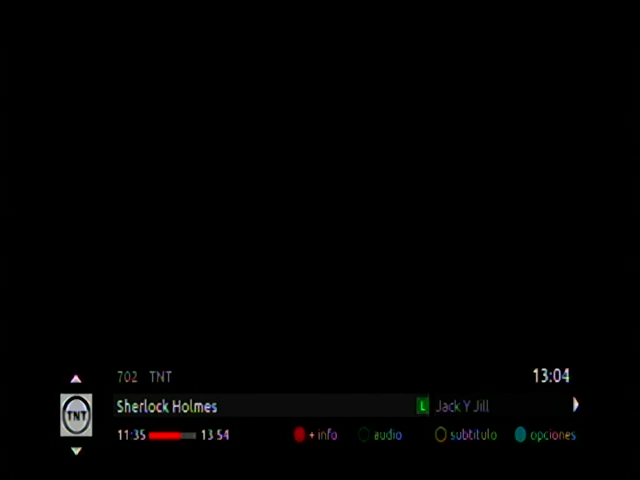 702 TNT 13:04
TNT Sherlock Holmes L Jack Y Jill
11:35 13 54 + info audio subtitulo opciones